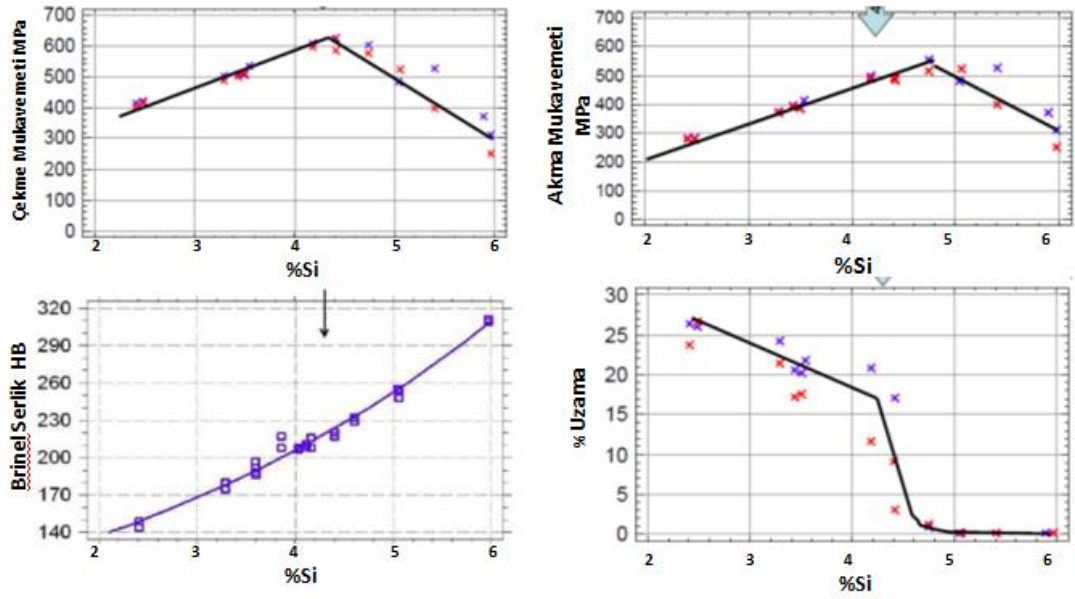 Çekme Mukavemeti MPa
700
600
500
400
300
200
100
0
2 3 4 5 6
%Si
Akma Mukavemeti
MPa
700
600
500
400
300
200
100
0
2 3 4 5 6
%Si
Brinel Serlik HB
320
290
260
230
200
170
140
2 3 4 5 6
%Si
% Uzama
30
25
20
15
10
5
0
2 3 4 5 6
%Si